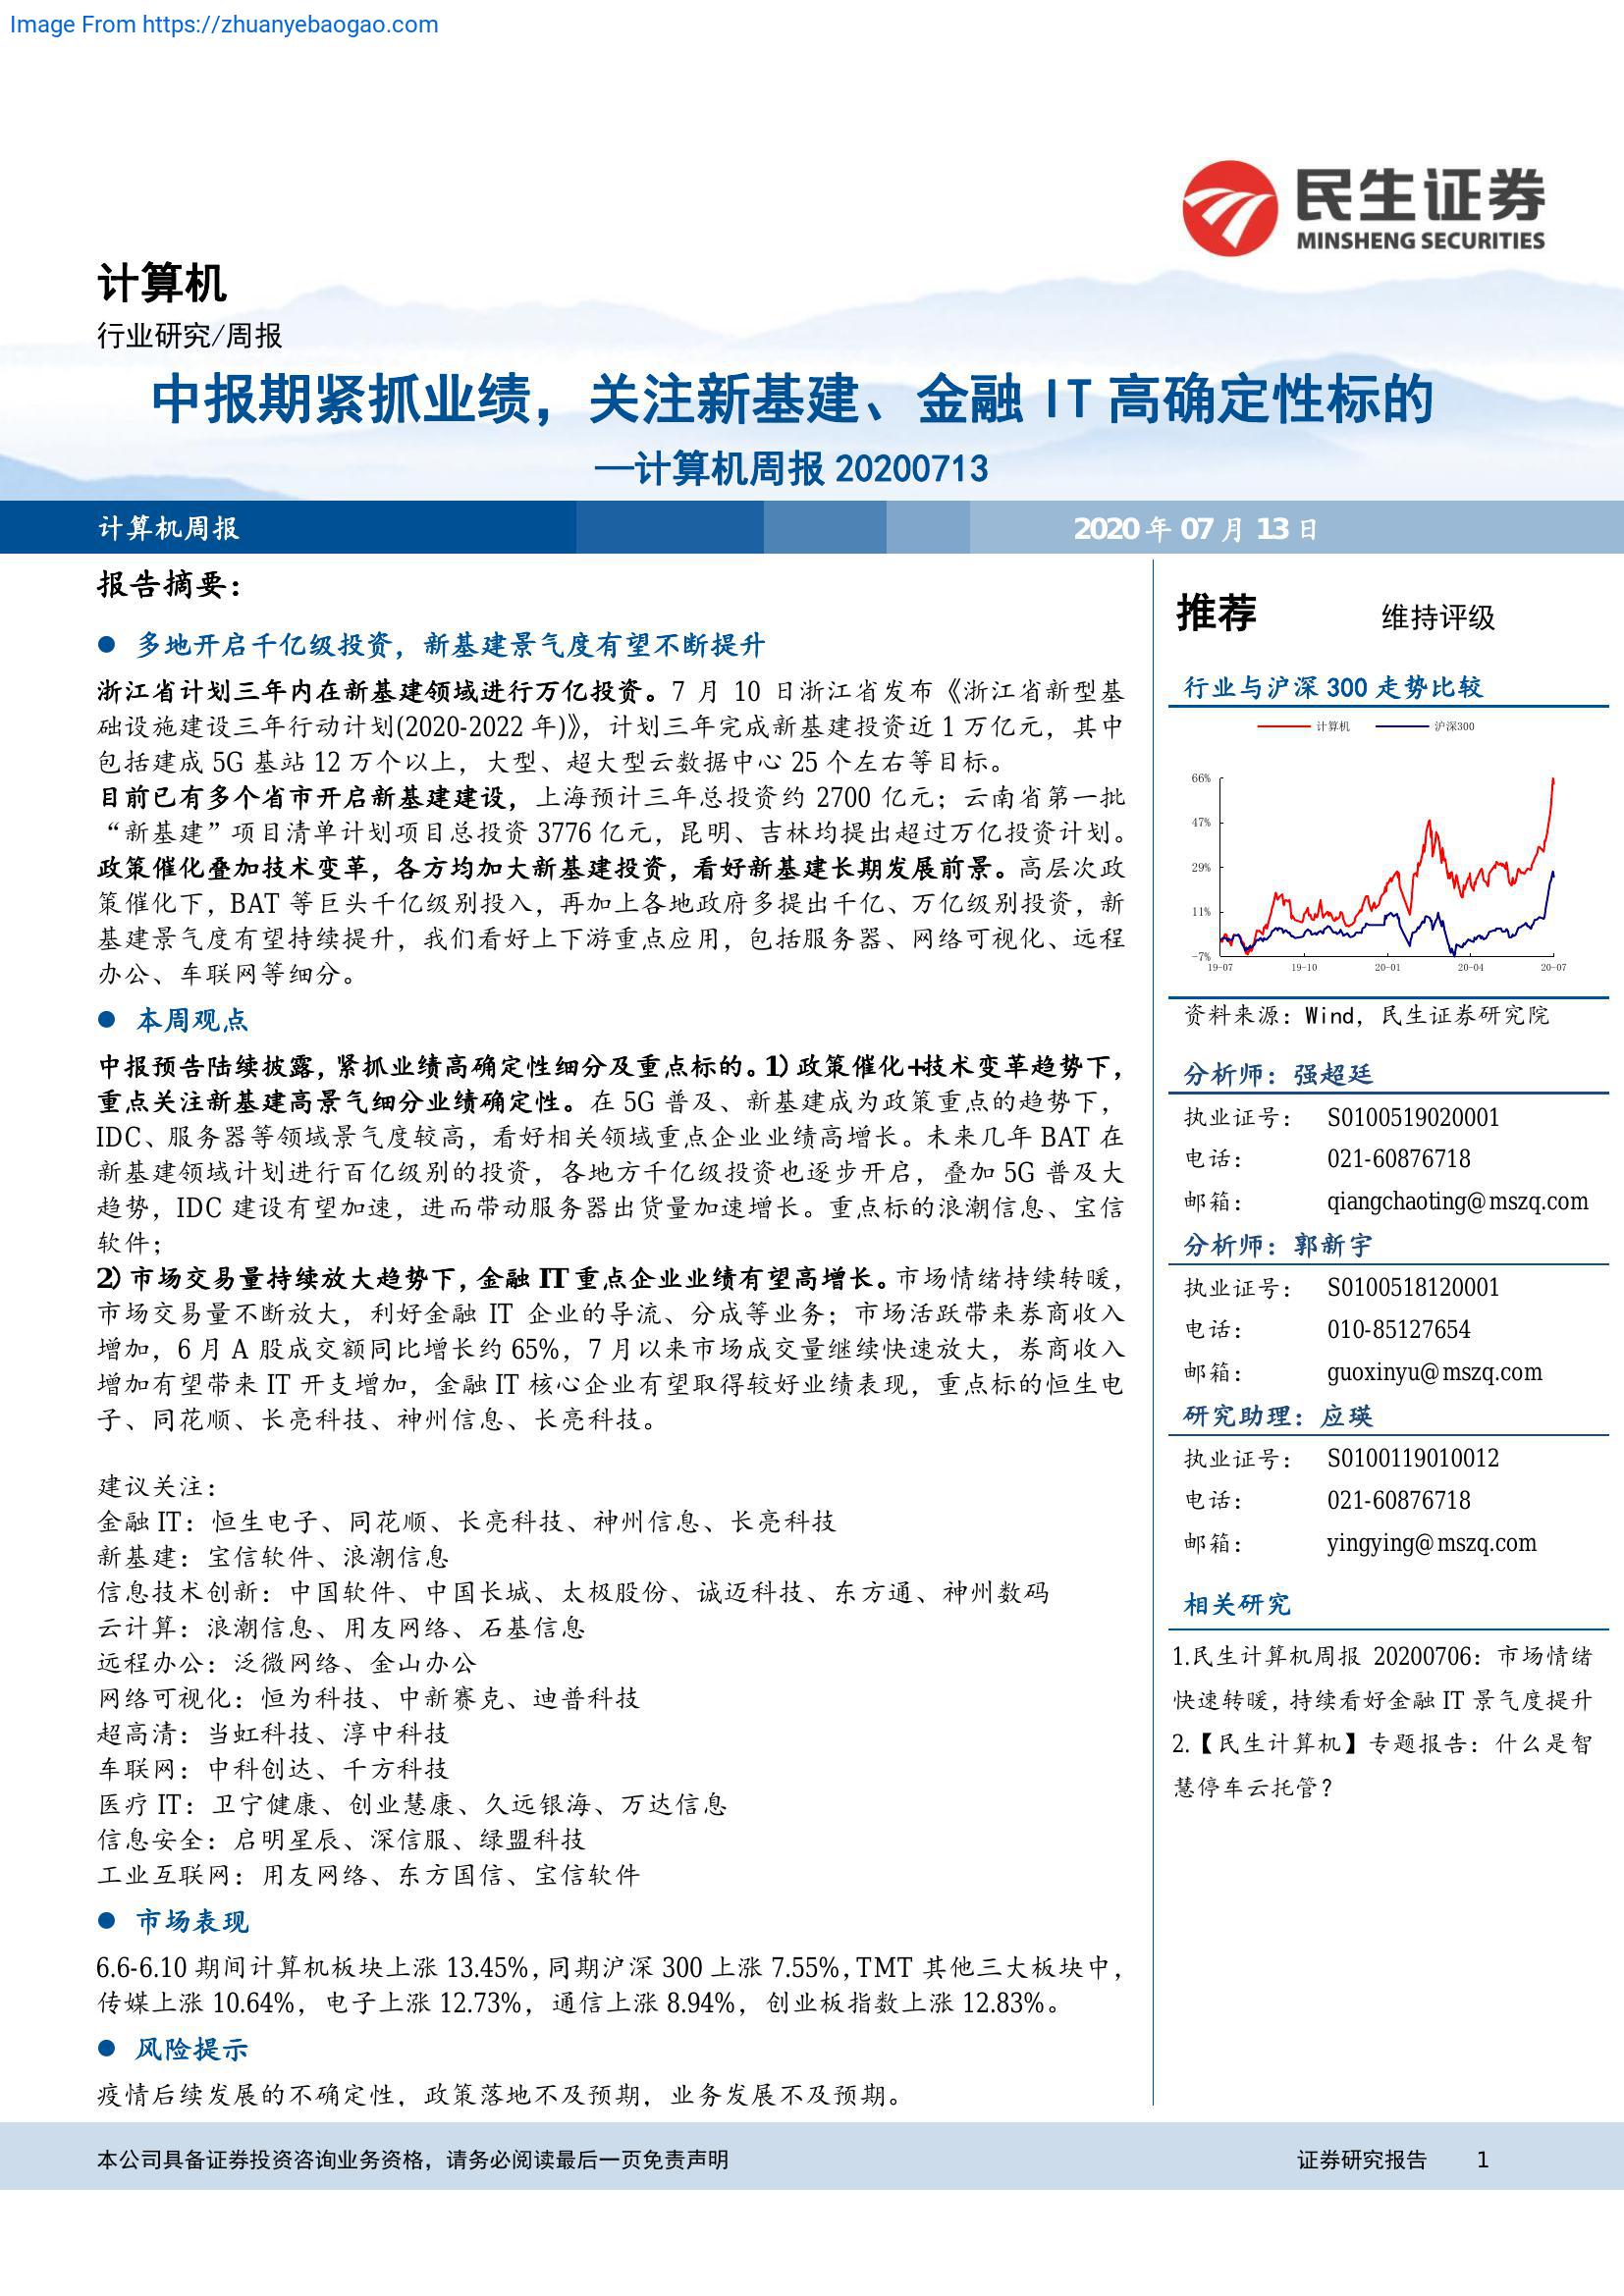 Image From https://zhuanyebaogao.com
民生证券
MINSHENG SECURITIES
计算机
行业研究/周报
中报期紧抓业绩，关注新基建、金融 IT 高确定性标的
—计算机周报 20200713
计算机周报
2020 年 07 月 13 日
报告摘要：
● 多地开启千亿级投资，新基建景气度有望不断提升
浙江省计划三年内在新基建领域进行万亿投资。7 月 10 日浙江省发布《浙江省新型基
础设施建设三年行动计划(2020-2022 年)》，计划三年完成新基建投资近 1 万亿元，其中
包括建成 5G 基站 12 万个以上，大型、超大型云数据中心 25 个左右等目标。
目前已有多个省市开启新基建建设，上海预计三年总投资约 2700 亿元；云南省第一批
“新基建”项目清单计划项目总投资 3776 亿元，昆明、吉林均提出超过万亿投资计划。
政策催化叠加技术变革，各方均加大新基建投资，看好新基建长期发展前景。高层次政
策催化下，BAT 等巨头千亿级别投入，再加上各地政府多提出千亿、万亿级别投资，新
基建景气度有望持续提升，我们看好上下游重点应用，包括服务器、网络可视化、远程
办公、车联网等细分。
● 本周观点
中报预告陆续披露，紧抓业绩高确定性细分及重点标的。1）政策催化+技术变革趋势下，
重点关注新基建高景气细分业绩确定性。在 5G 普及、新基建成为政策重点的趋势下，
IDC、服务器等领域景气度较高，看好相关领域重点企业业绩高增长。未来几年 BAT 在
新基建领域计划进行百亿级别的投资，各地方千亿级投资也逐步开启，叠加 5G 普及大
趋势，IDC 建设有望加速，进而带动服务器出货量加速增长。重点标的浪潮信息、宝信
软件；
2）市场交易量持续放大趋势下，金融 IT 重点企业业绩有望高增长。市场情绪持续转暖，
市场交易量不断放大，利好金融 IT 企业的导流、分成等业务；市场活跃带来券商收入
增加，6 月 A 股成交额同比增长约 65%，7 月以来市场成交量继续快速放大，券商收入
增加有望带来 IT 开支增加，金融 IT 核心企业有望取得较好业绩表现，重点标的恒生电
子、同花顺、长亮科技、神州信息、长亮科技。
建议关注：
金融 IT：恒生电子、同花顺、长亮科技、神州信息、长亮科技
新基建：宝信软件、浪潮信息
信息技术创新：中国软件、中国长城、太极股份、诚迈科技、东方通、神州数码
云计算：浪潮信息、用友网络、石基信息
远程办公：泛微网络、金山办公
网络可视化：恒为科技、中新赛克、迪普科技
超高清：当虹科技、淳中科技
车联网：中科创达、千方科技
医疗 IT：卫宁健康、创业慧康、久远银海、万达信息
信息安全：启明星辰、深信服、绿盟科技
工业互联网：用友网络、东方国信、宝信软件
● 市场表现
6.6-6.10 期间计算机板块上涨 13.45%，同期沪深 300 上涨 7.55%，TMT 其他三大板块中，
传媒上涨 10.64%，电子上涨 12.73%，通信上涨 8.94%，创业板指数上涨 12.83%。
● 风险提示
疫情后续发展的不确定性，政策落地不及预期，业务发展不及预期。
推荐 维持评级
行业与沪深 300 走势比较
计算机 沪深300
66%
47%
29%
11%
-7%
19-07 19-10 20-01 20-04 20-07
资料来源：Wind，民生证券研究院
分析师：强超廷
执业证号： S0100519020001
电话： 021-60876718
邮箱： qiangchaoting@mszq.com
分析师：郭新宇
执业证号： S0100518120001
电话： 010-85127654
邮箱： guoxinyu@mszq.com
研究助理：应瑛
执业证号： S0100119010012
电话： 021-60876718
邮箱： yingying@mszq.com
相关研究
1.民生计算机周报 20200706：市场情绪
快速转暖，持续看好金融 IT 景气度提升
2.【民生计算机】专题报告：什么是智
慧停车云托管？
本公司具备证券投资咨询业务资格，请务必阅读最后一页免责声明
证券研究报告 1